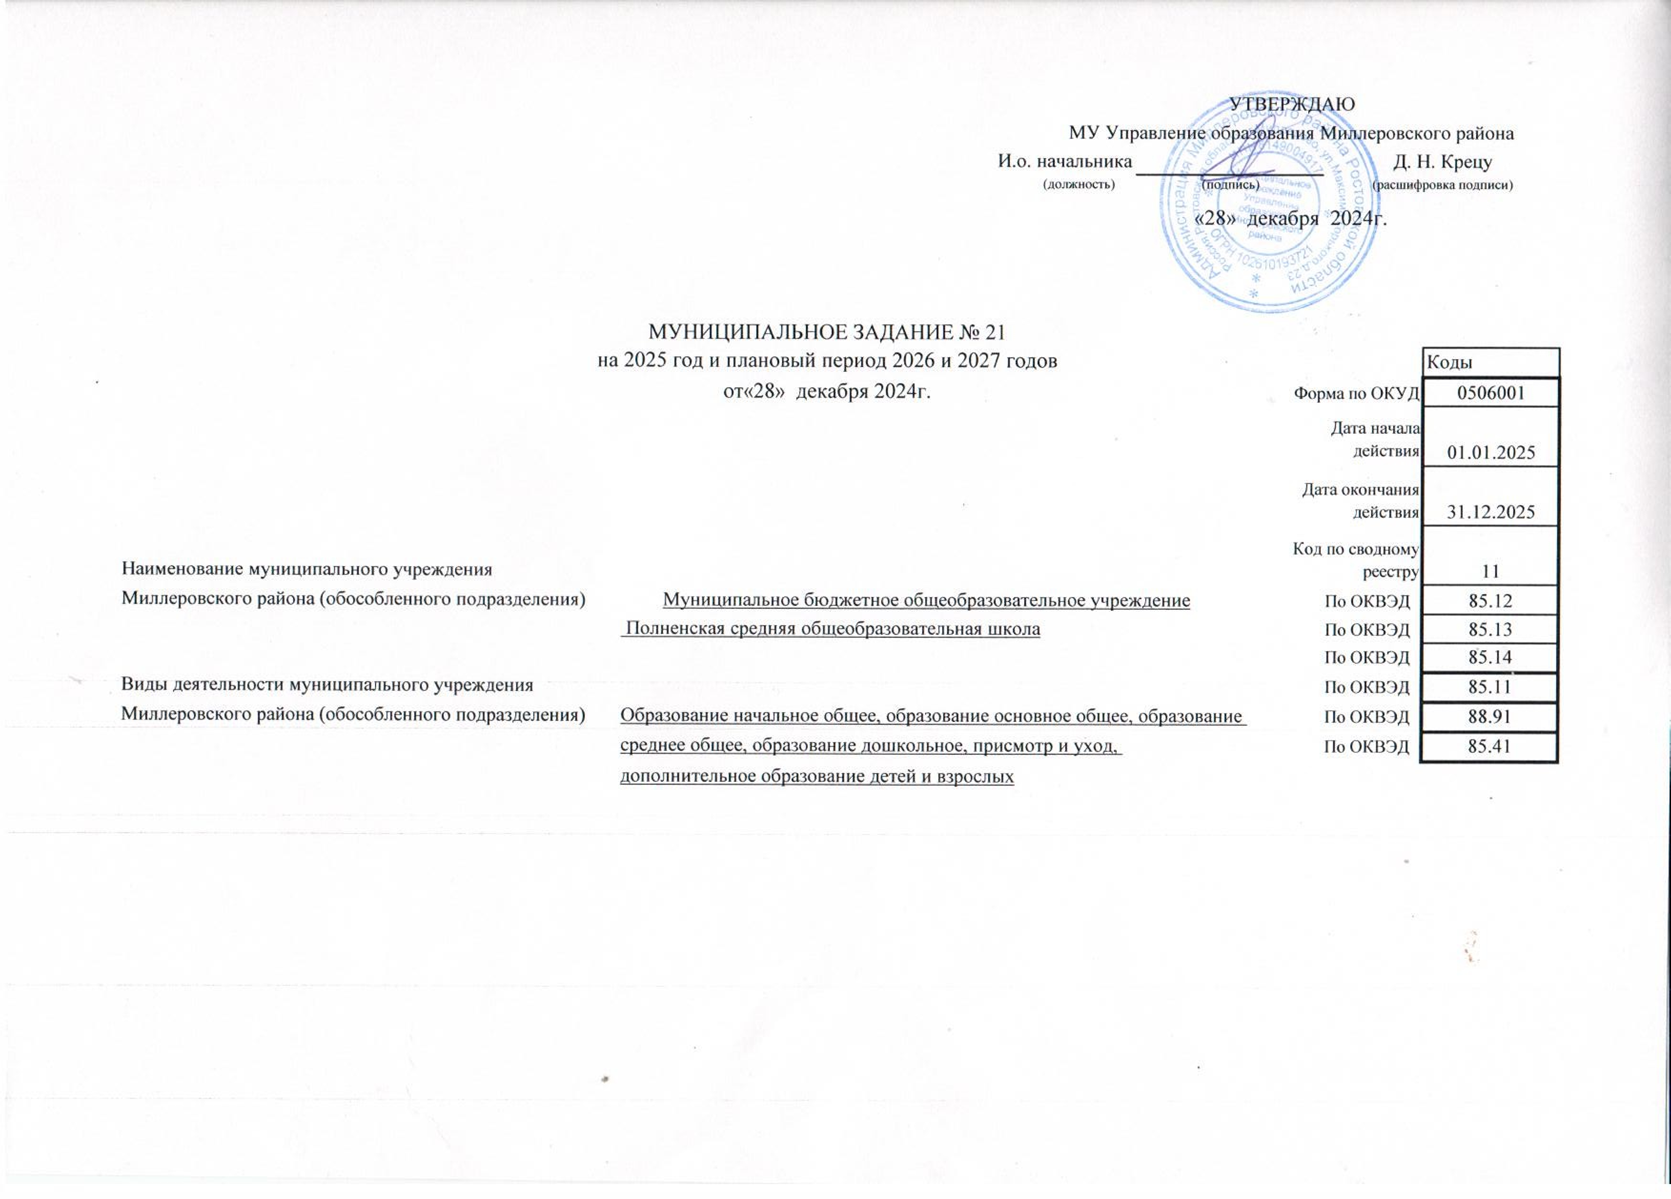 УТВЕРЖДАЮ
МУ Управление образования Миллеровского района
И.о. начальника Д. Н. Крецу
(должность) (подпись) (расшифровка подписи)
«28» декабря 2024г.
МУНИЦИПАЛЬНОЕ ЗАДАНИЕ № 21
на 2025 год и плановый период 2026 и 2027 годов
от«28» декабря 2024г.
Коды
Форма по ОКУД 0506001
Дата начала
действия 01.01.2025
Дата окончания
действия 31.12.2025
Код по сводному
реестру 11
Наименование муниципального учреждения
Миллеровского района (обособленного подразделения) Муниципальное бюджетное общеобразовательное учреждение По ОКВЭД 85.12
Полненская средняя общеобразовательная школа По ОКВЭД 85.13
По ОКВЭД 85.14
Виды деятельности муниципального учреждения По ОКВЭД 85.11
Миллеровского района (обособленного подразделения) Образование начальное общее, образование основное общее, образование По ОКВЭД 88.91
среднее общее, образование дошкольное, присмотр и уход, По ОКВЭД 85.41
дополнительное образование детей и взрослых
Администрация Миллеровского района Ростовской области